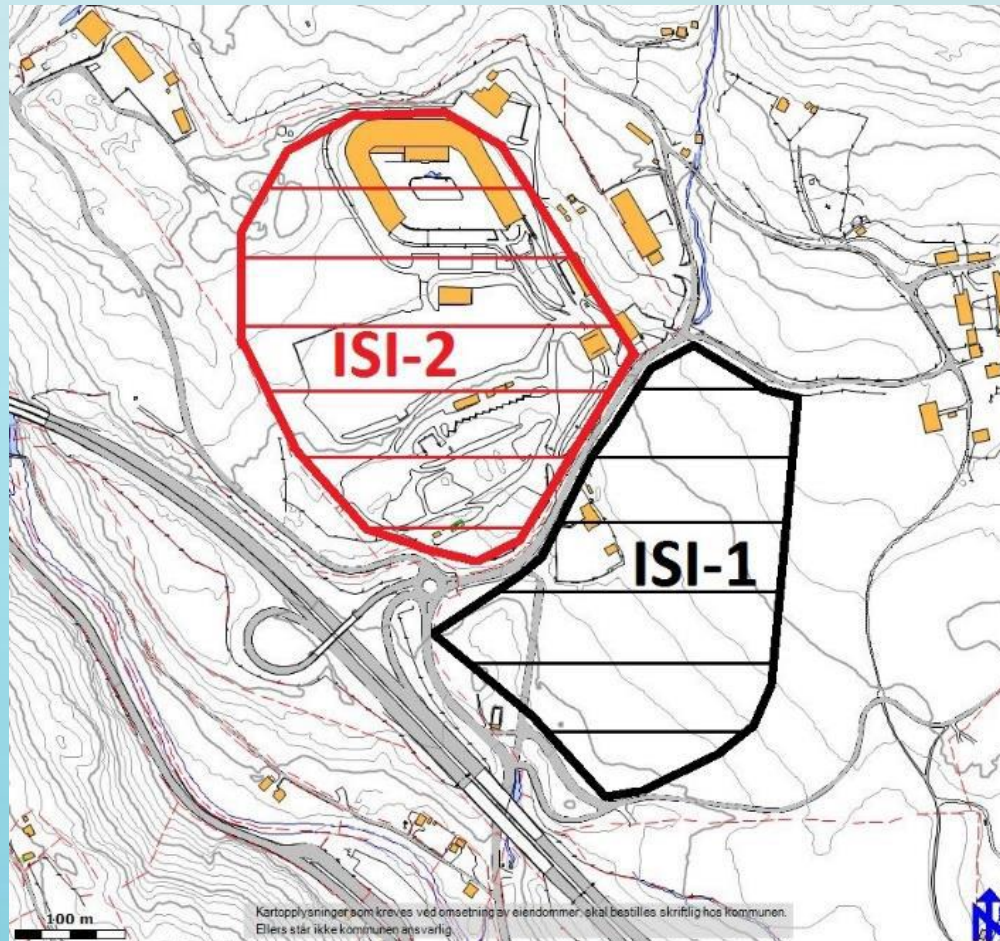 ISI-2
ISI-1
100 m
Kartopplysninger som kreves ved omsetning av eiendommer, skal bestilles skriftlig hos kommunen.
Ellers står ikke kommunen ansvarlig.
N